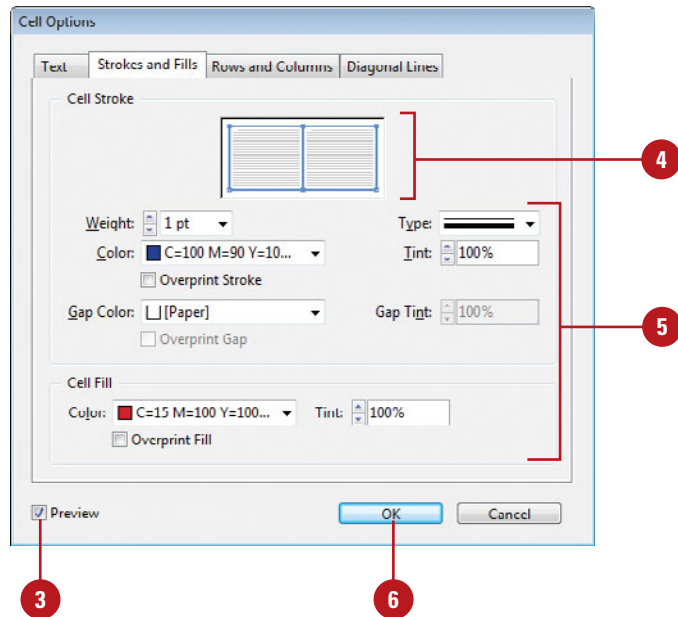 Cell Options
Text Strokes and Fills Rows and Columns Diagonal Lines
Cell Stroke
4
Weight: 1 pt Type:
Color: C=100 M=90 Y=10... Tint: 100%
Overprint Stroke
Gap Color: [Paper] Gap Tint: 100%
5
Overprint Gap
Cell Fill
Color: C=15 M=100 Y=100... Tint: 100%
Overprint Fill
Preview OK Cancel
3 6